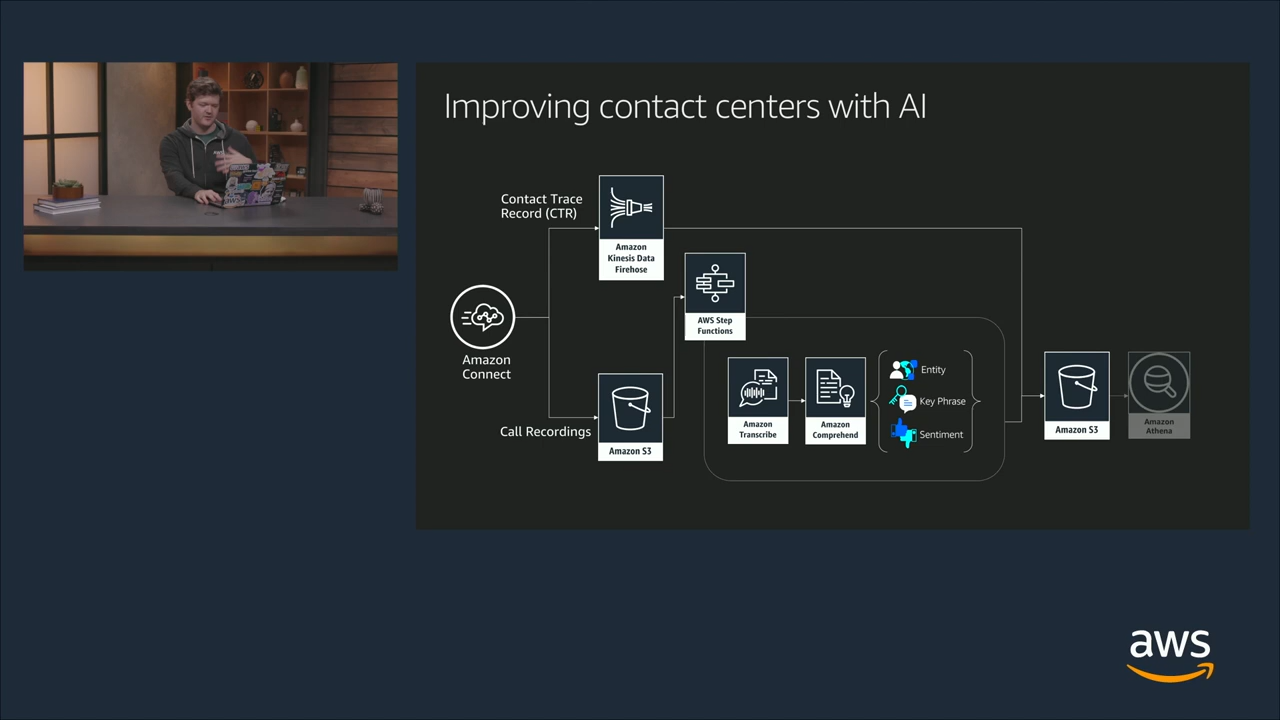 Improving contact centers with AI
Contact Trace
Record (CTR)
Amazon
Kinesis Data
Firehose
AWS Step
Functions
Amazon
Connect
Call Recordings
Amazon S3
Amazon
Transcribe
Amazon
Comprehend
Entity
Key Phrase
Sentiment
Amazon S3
Amazon
Athena
aws